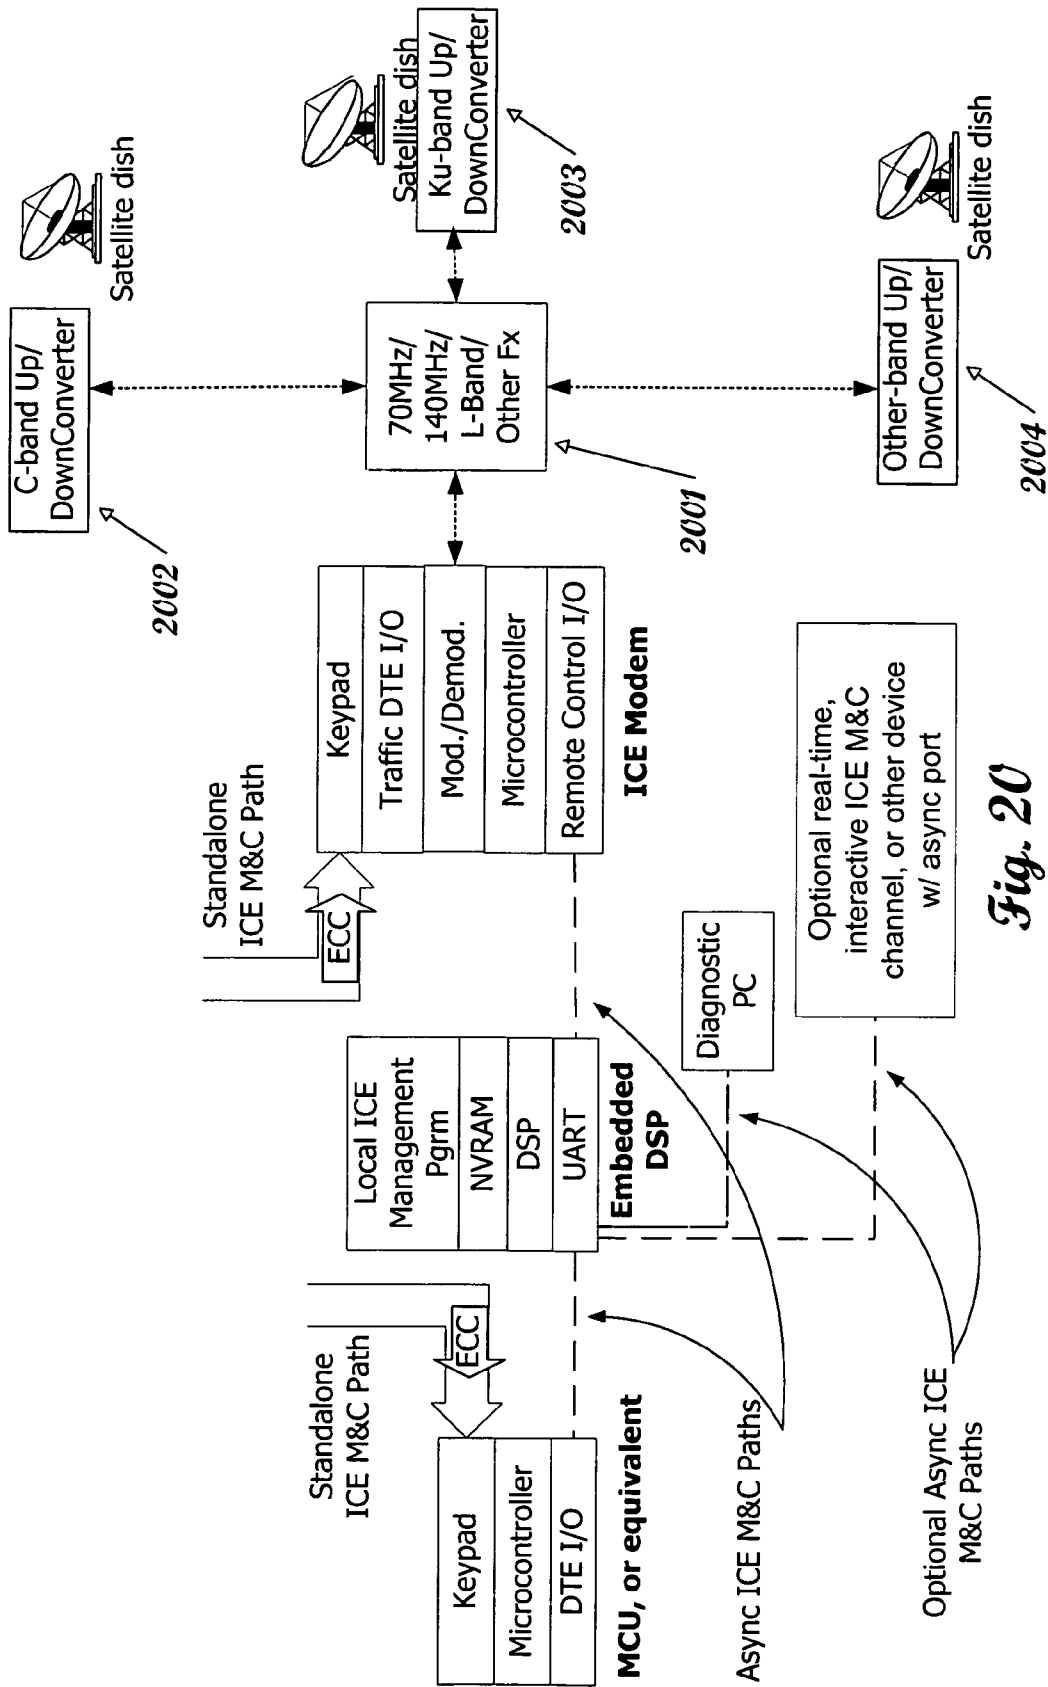 C-band Up/
DownConverter
Satellite dish
2002
Satellite dish
Ku-band Up/
DownConverter
2003
Standalone
ICE M&C Path
ECC
Standalone
ICE M&C Path
ECC
Keypad
Microcontroller
DTE I/O
MCU, or equivalent
Local ICE
Management
Pgrm
NVRAM
DSP
UART
Embedded
DSP
Keypad
Traffic DTE I/O
Mod./Demod.
Microcontroller
Remote Control I/O
ICE Modem
70MHz/
140MHz/
L-Band/
Other Fx
2001
Diagnostic
PC
Async ICE M&C Paths
Optional real-time,
interactive ICE M&C
channel, or other device
w/ async port
Optional Async ICE
M&C Paths
Other-band Up/
DownConverter
Satellite dish
2004
Fig. 20